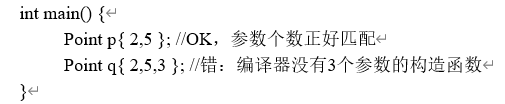 int main() {↵
Point p{ 2,5 }; //OK，参数个数正好匹配↵
Point q{ 2,5,3 }; //错：编译器没有3个参数的构造函数↵
}↵